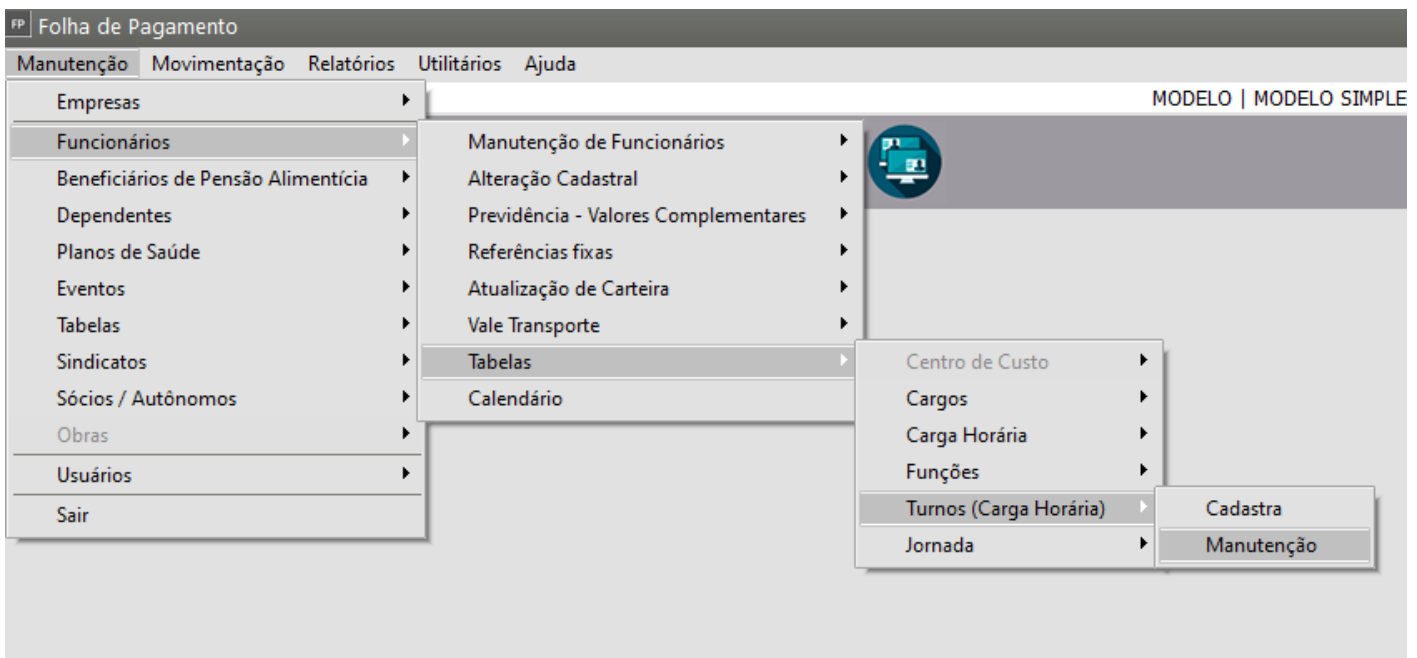 FP Folha de Pagamento
Manutenção Movimentação Relatórios Utilitários Ajuda
MODELO | MODELO SIMPLE
Empresas
Funcionários
Beneficiários de Pensão Alimentícia
Dependentes
Planos de Saúde
Eventos
Tabelas
Sindicatos
Sócios / Autônomos
Obras
Usuários
Sair
Manutenção de Funcionários
Alteração Cadastral
Previdência - Valores Complementares
Referências fixas
Atualização de Carteira
Vale Transporte
Tabelas
Calendário
Centro de Custo
Cargos
Carga Horária
Funções
Turnos (Carga Horária)
Jornada
Cadastra
Manutenção